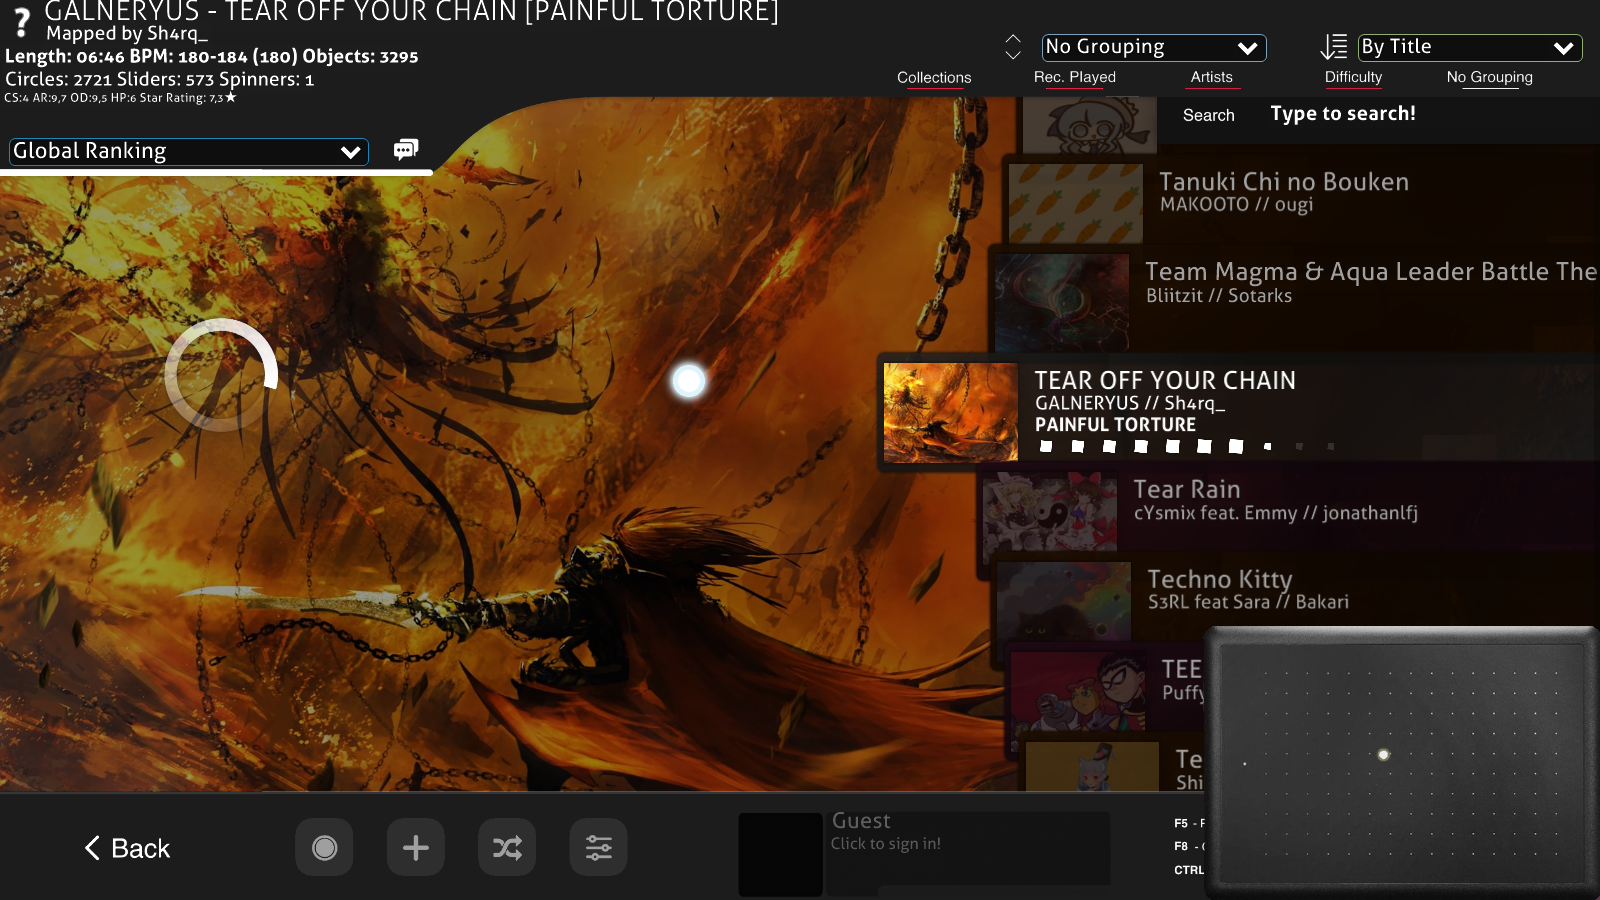 GALNERYUS - TEAR OFF YOUR CHAIN [PAINFUL TORTURE]
Mapped by Sh4rq_
Length: 06:46 BPM: 180-184 (180) Objects: 3295
Circles: 2721 Sliders: 573 Spinners: 1
CS:4 AR:9,7 OD:9,5 HP:6 Star Rating: 7,3★
No Grouping
By Title
Collections
Rec. Played
Artists
Difficulty
No Grouping
Global Ranking
Search
Type to search!
Tanuki Chi no Bouken
MAKOOTO // ougi
Team Magma & Aqua Leader Battle The
Bliitzit // Sotarks
TEAR OFF YOUR CHAIN
GALNERYUS // Sh4rq_
PAINFUL TORTURE
Tear Rain
cYsmix feat. Emmy // jonathanlfj
Techno Kitty
S3RL feat Sara // Bakari
TEE
Puffy
Te
Shi
Back
Guest
Click to sign in!
F5 -
F8 -
CTRL